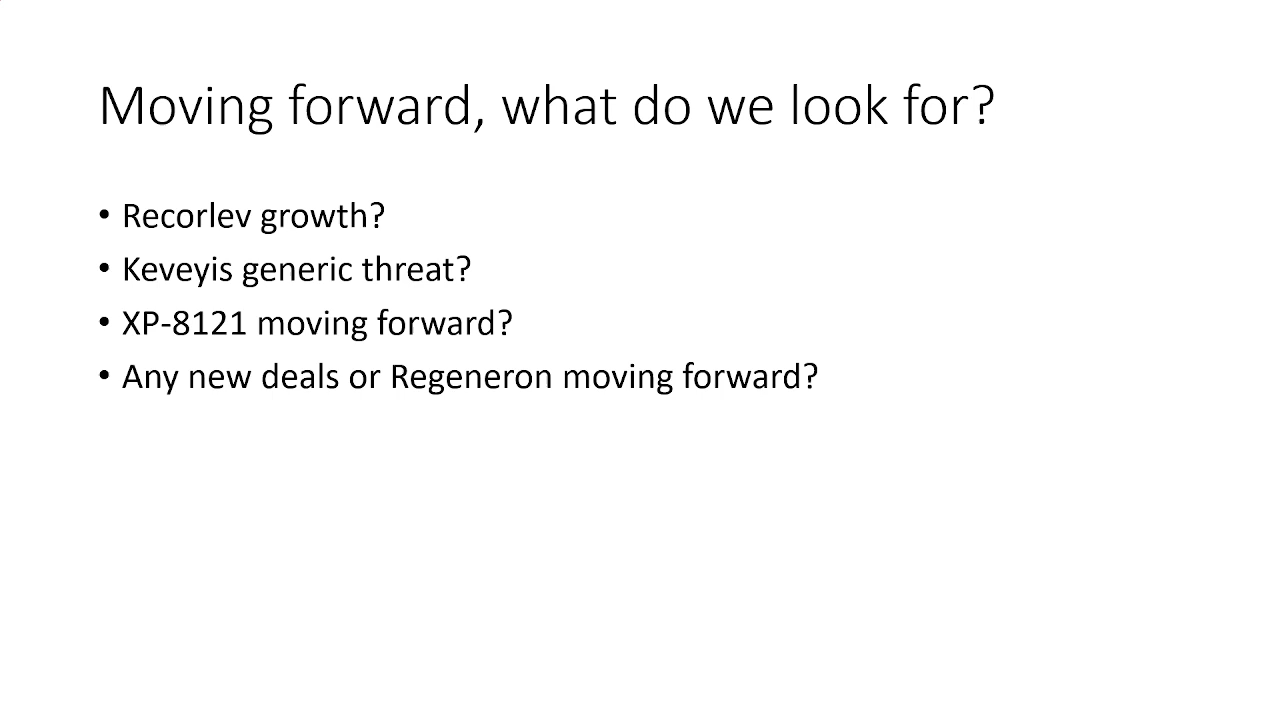 Moving forward, what do we look for?
• Recorlev growth?
• Keveyis generic threat?
• XP-8121 moving forward?
• Any new deals or Regeneron moving forward?